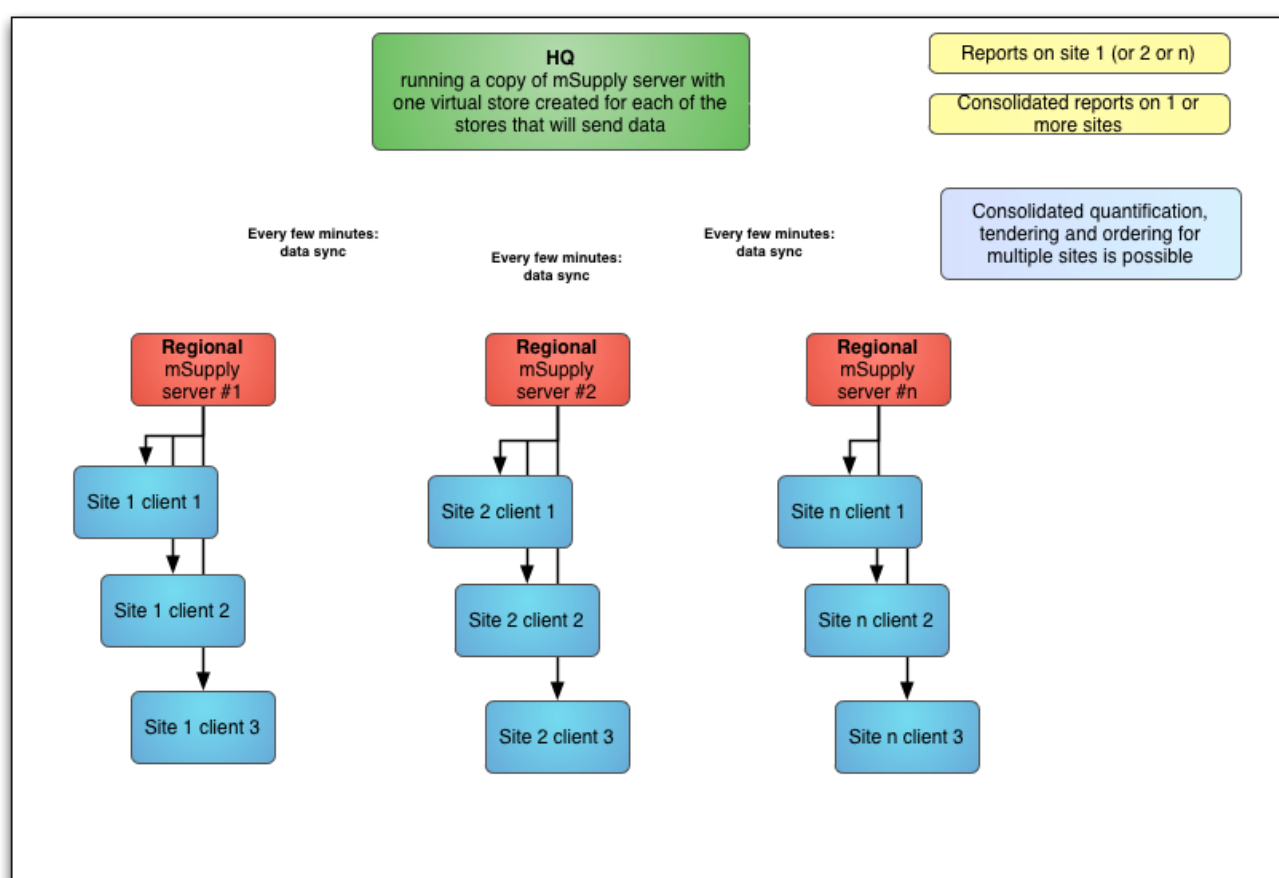 HQ
running a copy of mSupply server with
one virtual store created for each of the
stores that will send data
Reports on site 1 (or 2 or n)
Consolidated reports on 1 or
more sites
Consolidated quantification,
tendering and ordering for
multiple sites is possible
Every few minutes:
data sync
Every few minutes:
data sync
Every few minutes:
data sync
Regional
mSupply
server #1
Regional
mSupply
server #2
Regional
mSupply
server #n
Site 1 client 1
Site 2 client 1
Site n client 1
Site 1 client 2
Site 2 client 2
Site n client 2
Site 1 client 3
Site 2 client 3
Site n client 3